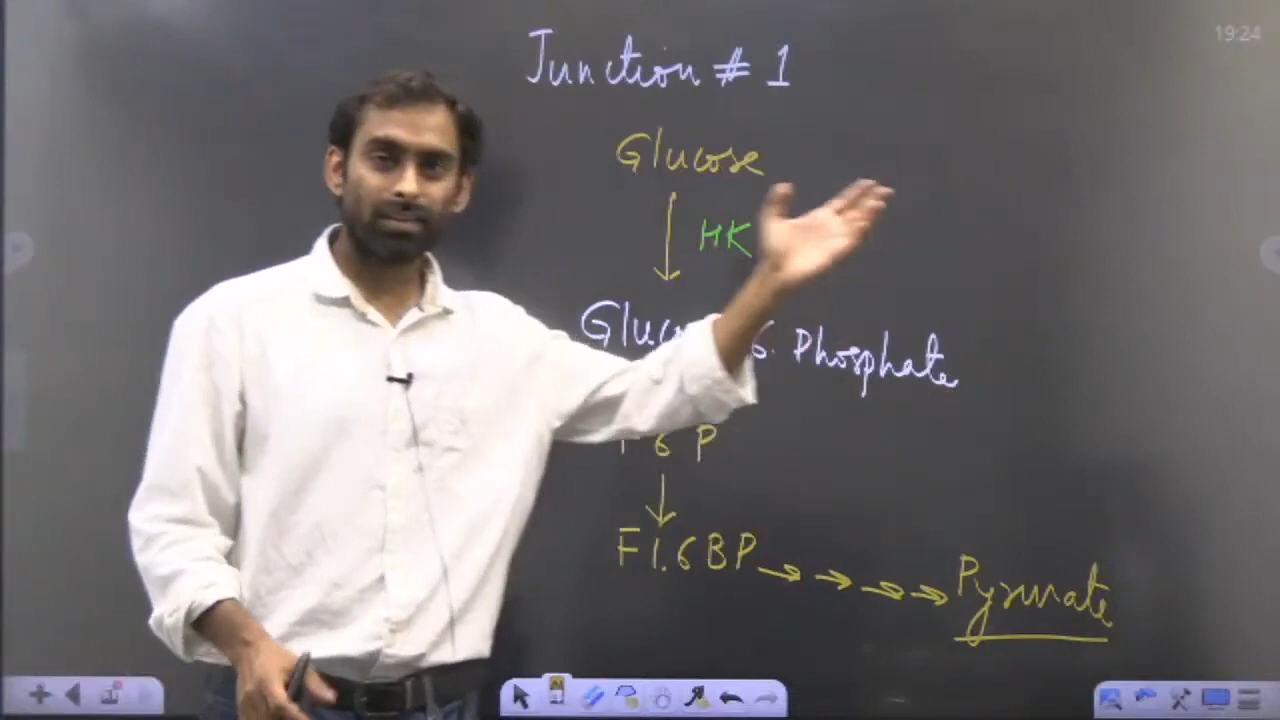 19:24
Junction # 1
Glucose
HK
6. Phosphate
6 P
F1.6BP
Pyruvate